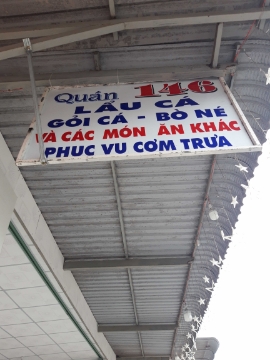 Quán 146
LẨU CÁ
GỎI CÁ - BÒ NÉ
VÀ CÁC MÓN ĂN KHÁC
PHỤC VỤ CƠM TRƯA